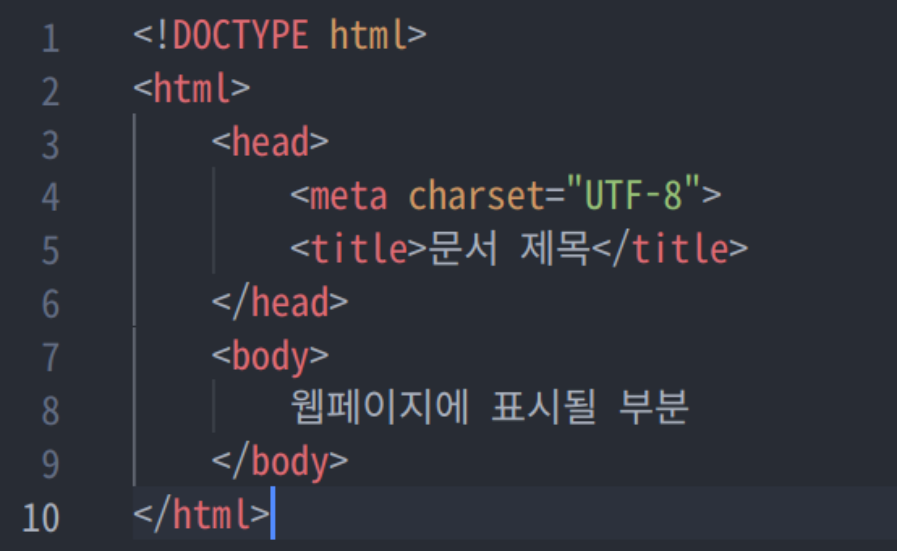 1 <!DOCTYPE html>
2 <html>
3 <head>
4 <meta charset="UTF-8">
5 <title>문서 제목</title>
6 </head>
7 <body>
8 웹페이지에 표시될 부분
9 </body>
10 </html>